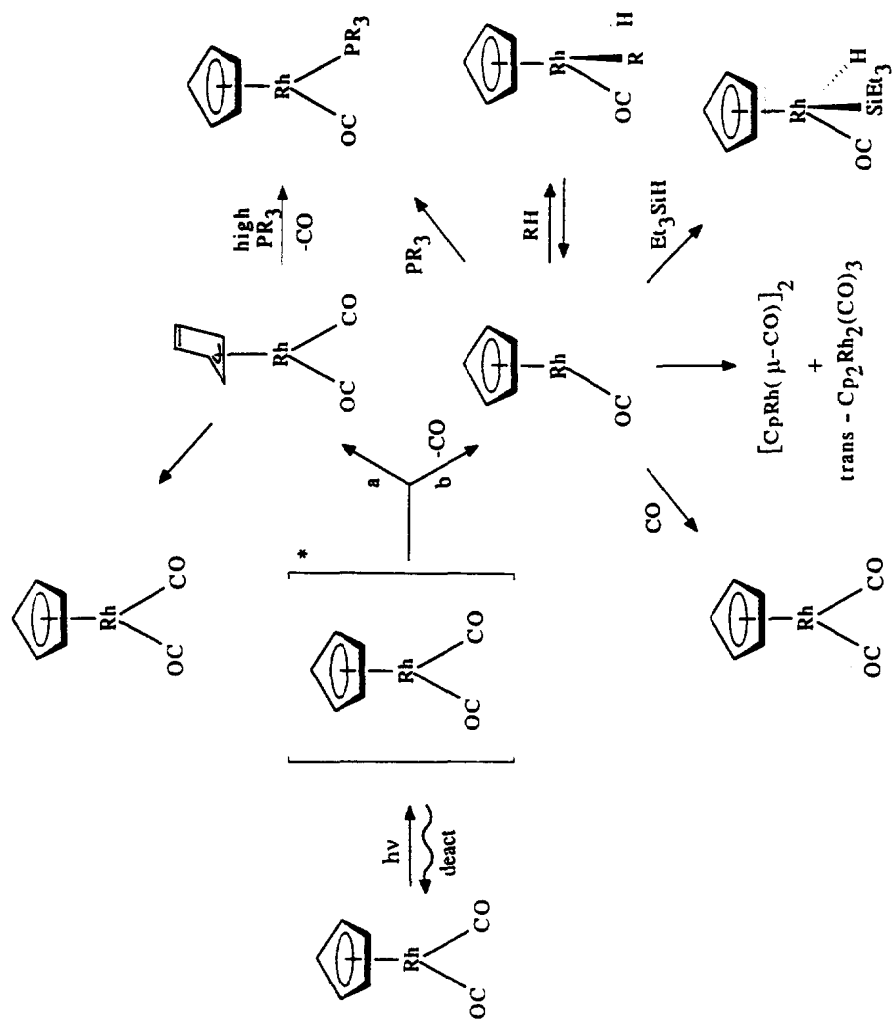 Rh
OC CO
high
PR3
-CO
Rh
OC CO
Rh
OC PR3
*
hν
deact
Rh
OC CO
Rh
OC CO
a
b
-CO
PR3
RH
Rh
OC
Rh
OC R H
CO
Et3SiH
Rh
OC CO
[CpRh( μ-CO)]2
+
trans - Cp2Rh2(CO)3
Rh
OC SiEt3 H